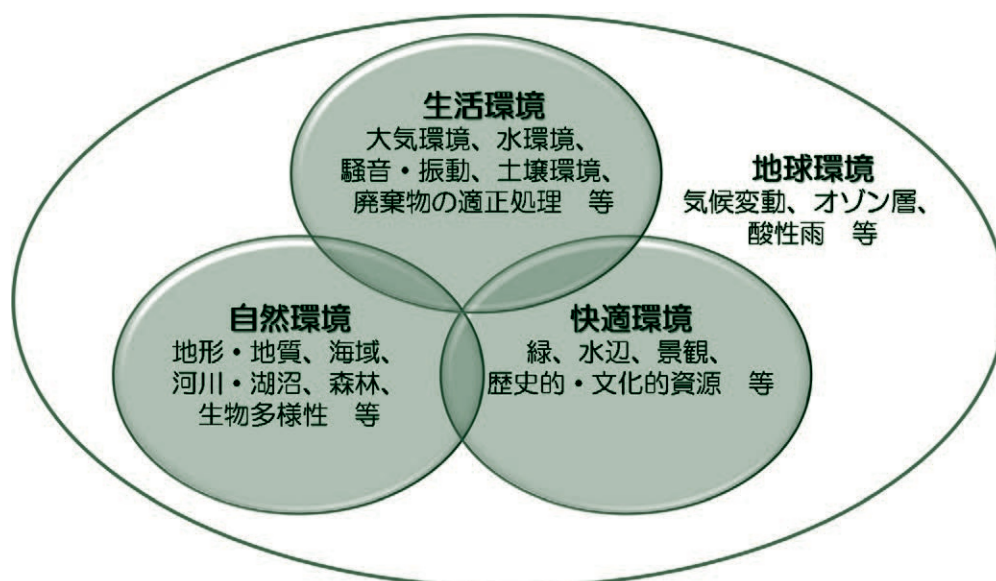 生活環境
大気環境、水環境、
騒音・振動、土壌環境、
廃棄物の適正処理　等
地球環境
気候変動、オゾン層、
酸性雨　等
自然環境
地形・地質、海域、
河川・湖沼、森林、
生物多様性　等
快適環境
緑、水辺、景観、
歴史的・文化的資源　等